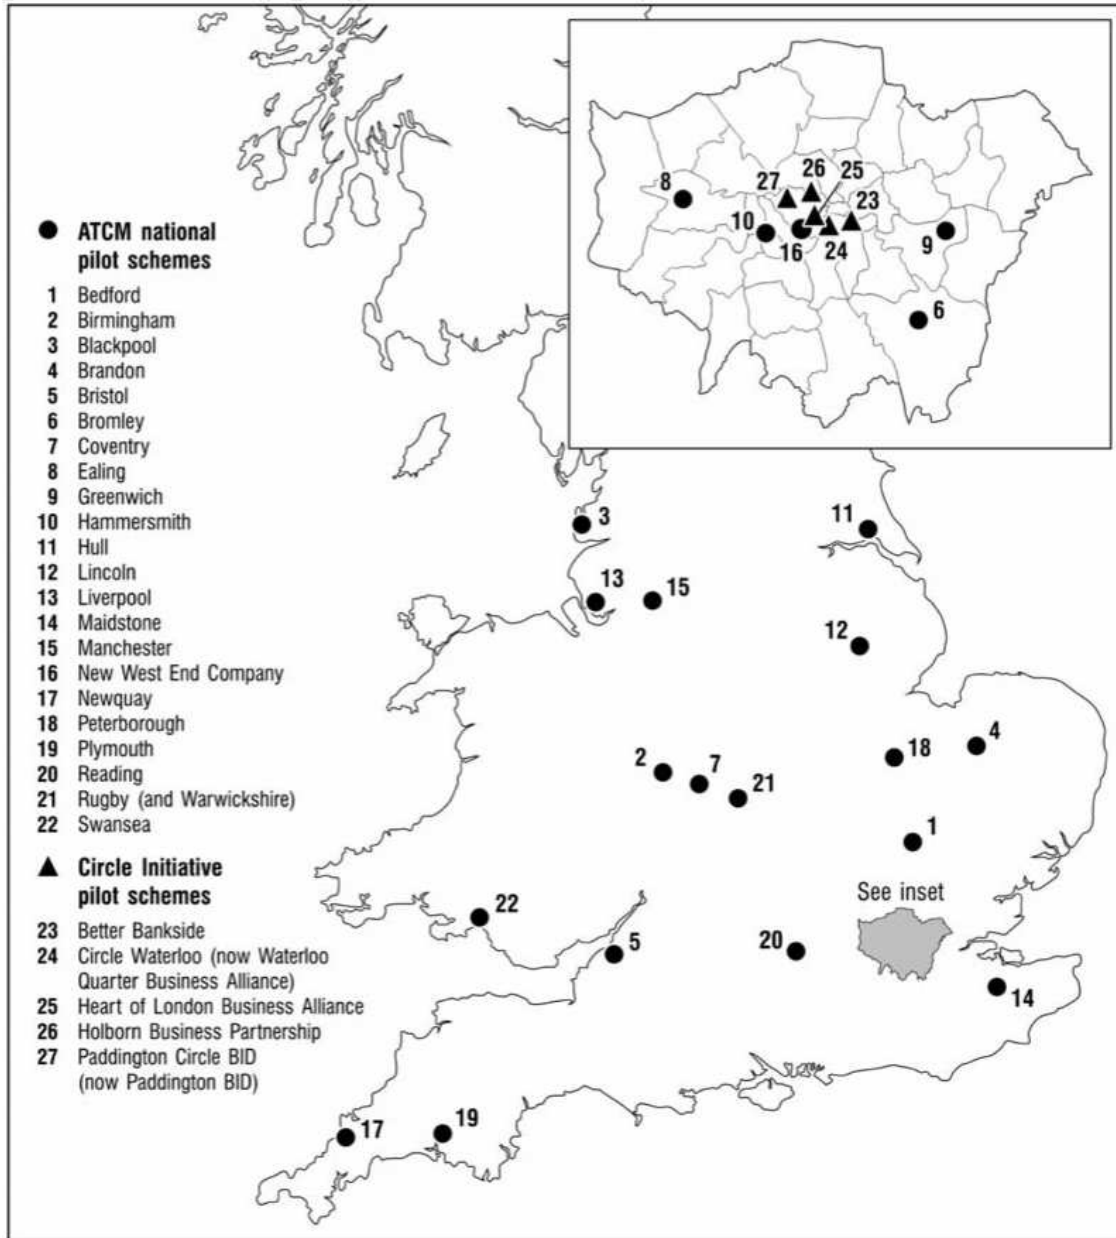 ATCM national
pilot schemes
1 Bedford
2 Birmingham
3 Blackpool
4 Brandon
5 Bristol
6 Bromley
7 Coventry
8 Ealing
9 Greenwich
10 Hammersmith
11 Hull
12 Lincoln
13 Liverpool
14 Maidstone
15 Manchester
16 New West End Company
17 Newquay
18 Peterborough
19 Plymouth
20 Reading
21 Rugby (and Warwickshire)
22 Swansea
Circle Initiative
pilot schemes
23 Better Bankside
24 Circle Waterloo (now Waterloo
Quarter Business Alliance)
25 Heart of London Business Alliance
26 Holborn Business Partnership
27 Paddington Circle BID
(now Paddington BID)
26 25
8 27
23
10
16 24 9
6
3 11
13 15
12
4
2 18
7
21
1
See inset
22
5 20
14
17 19